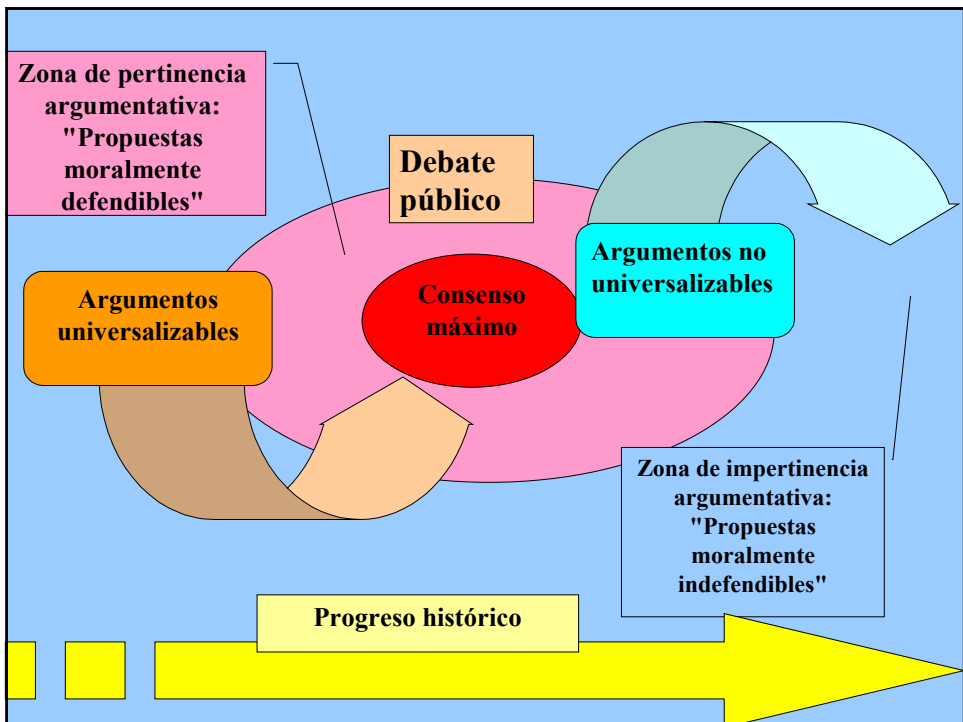 Zona de pertinencia
argumentativa:
"Propuestas
moralmente
defendibles"
Debate
público
Argumentos no
universalizables
Consenso
máximo
Argumentos
universalizables
Zona de impertinencia
argumentativa:
"Propuestas
moralmente
indefendibles"
Progreso histórico